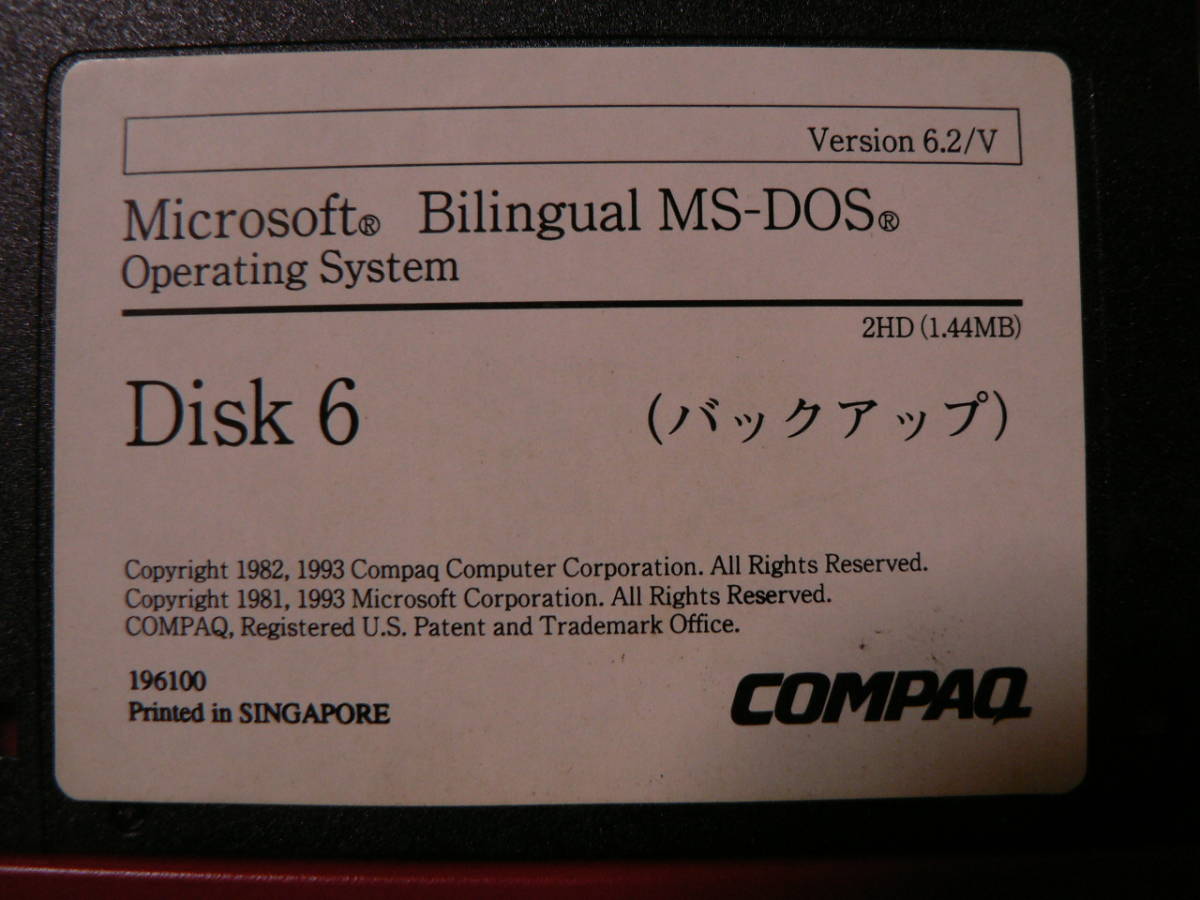 Version 6.2/V
Microsoft® Bilingual MS-DOS®
Operating System
2HD (1.44MB)
Disk 6 (バックアップ)
Copyright 1982, 1993 Compaq Computer Corporation. All Rights Reserved.
Copyright 1981, 1993 Microsoft Corporation. All Rights Reserved.
COMPAQ, Registered U.S. Patent and Trademark Office.
196100
Printed in SINGAPORE
COMPAQ